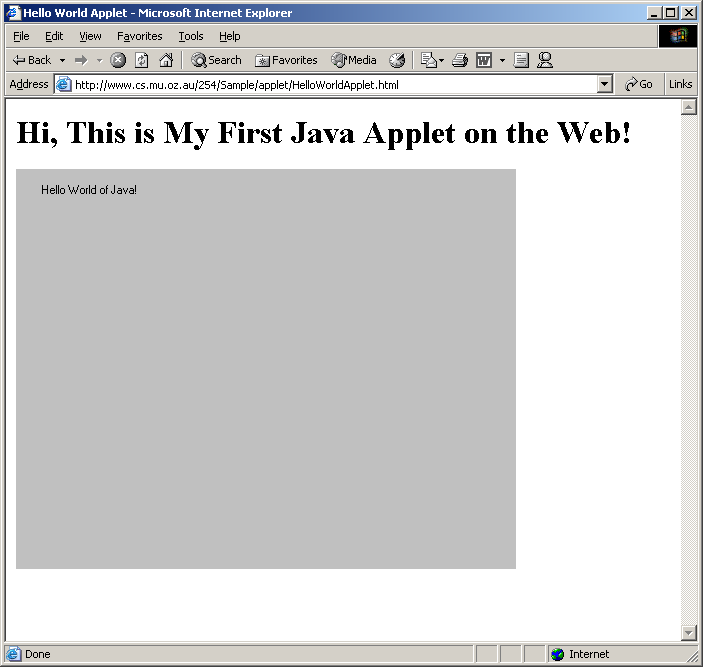 Hello World Applet - Microsoft Internet Explorer
File Edit View Favorites Tools Help
Back Search Favorites Media W
Address http://www.cs.mu.oz.au/254/Sample/applet/HelloWorldApplet.html Go Links
Hi, This is My First Java Applet on the Web!
Hello World of Java!
Done Internet